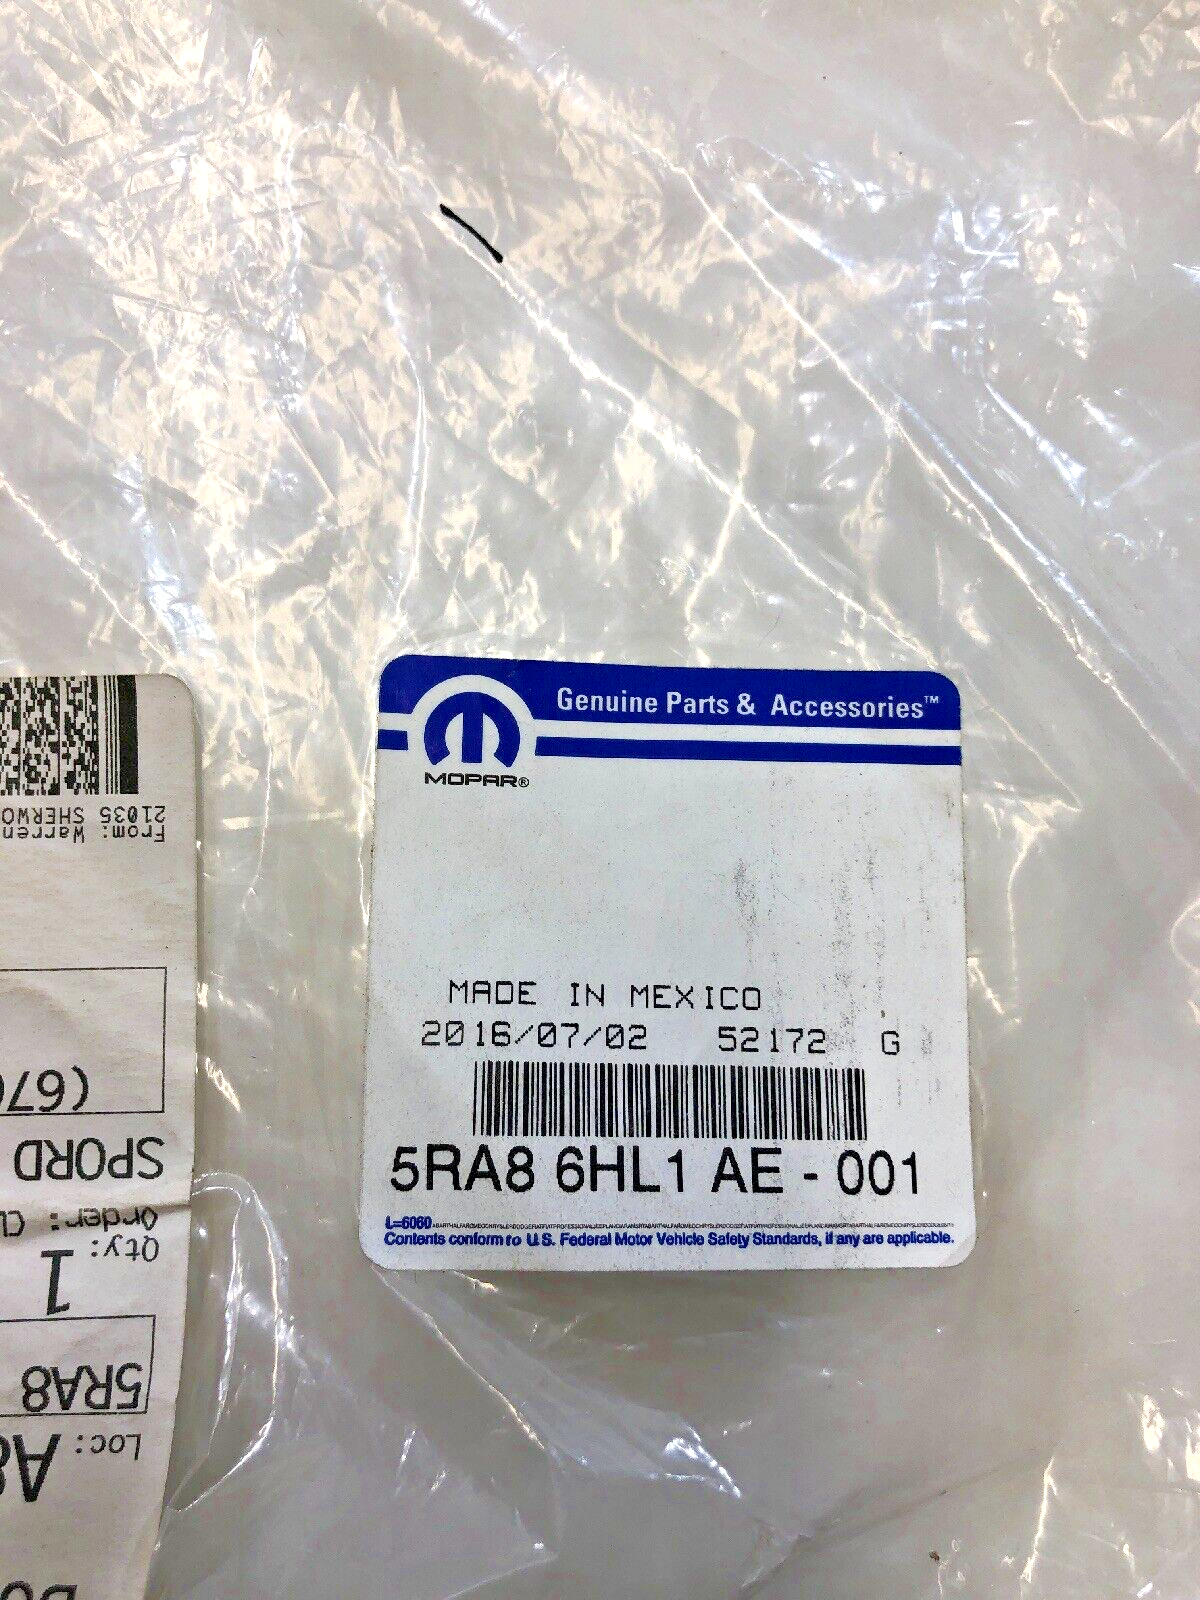 Genuine Parts & Accessories™
MOPAR®
MADE IN MEXICO
2016/07/02 52172 G
5RA8 6HL1 AE - 001
L=6060
Contents conform to U.S. Federal Motor Vehicle Safety Standards, if any are applicable.
Loc:
5RA8
Qty:
1
Order:
SPORD
From: Warren
21035